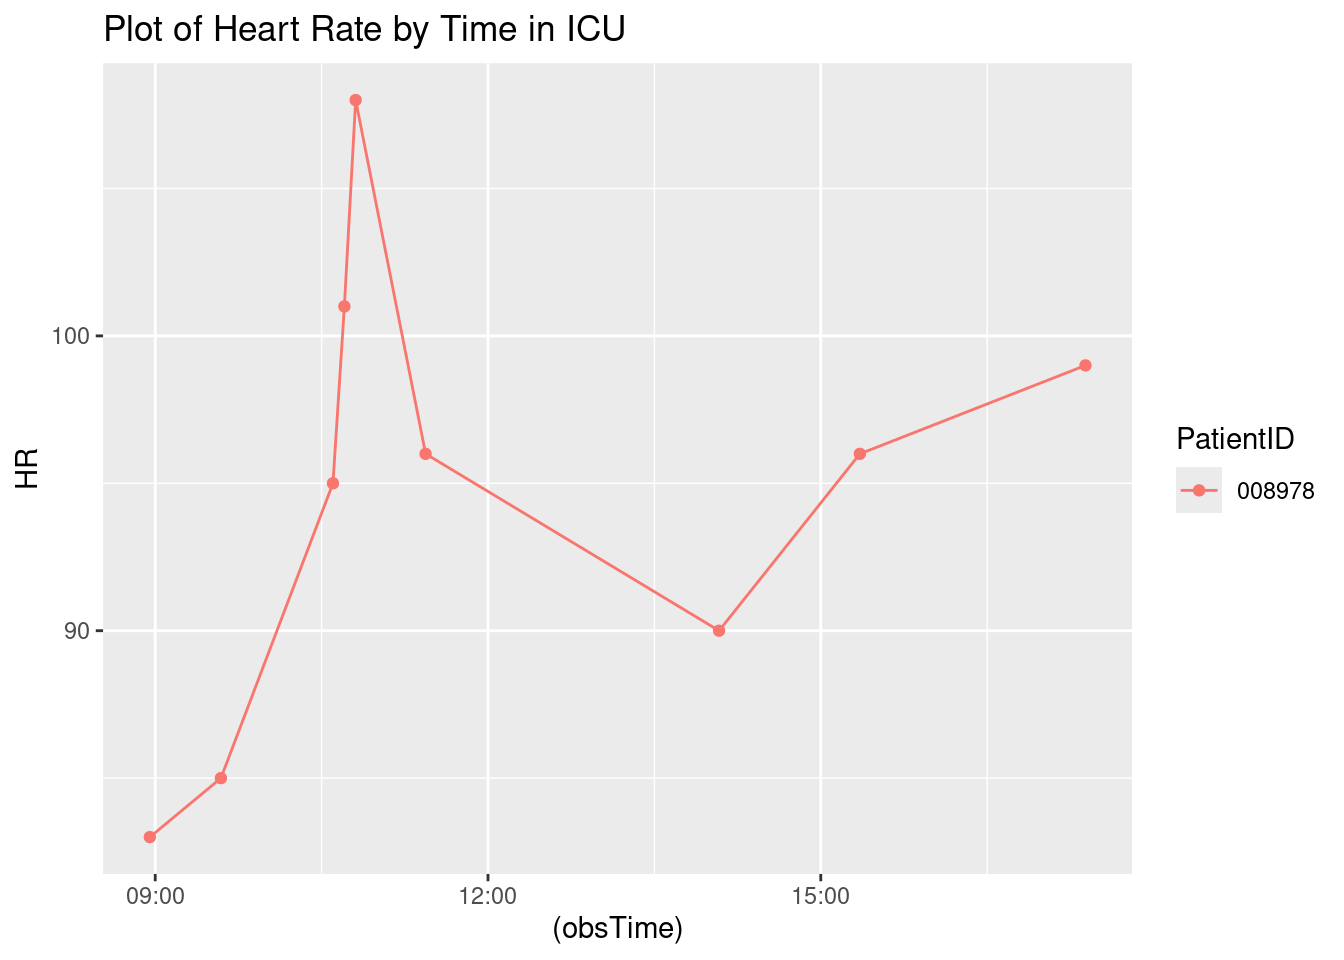 Plot of Heart Rate by Time in ICU
HR
100
90
09:00 12:00 15:00
(obsTime)
PatientID
008978